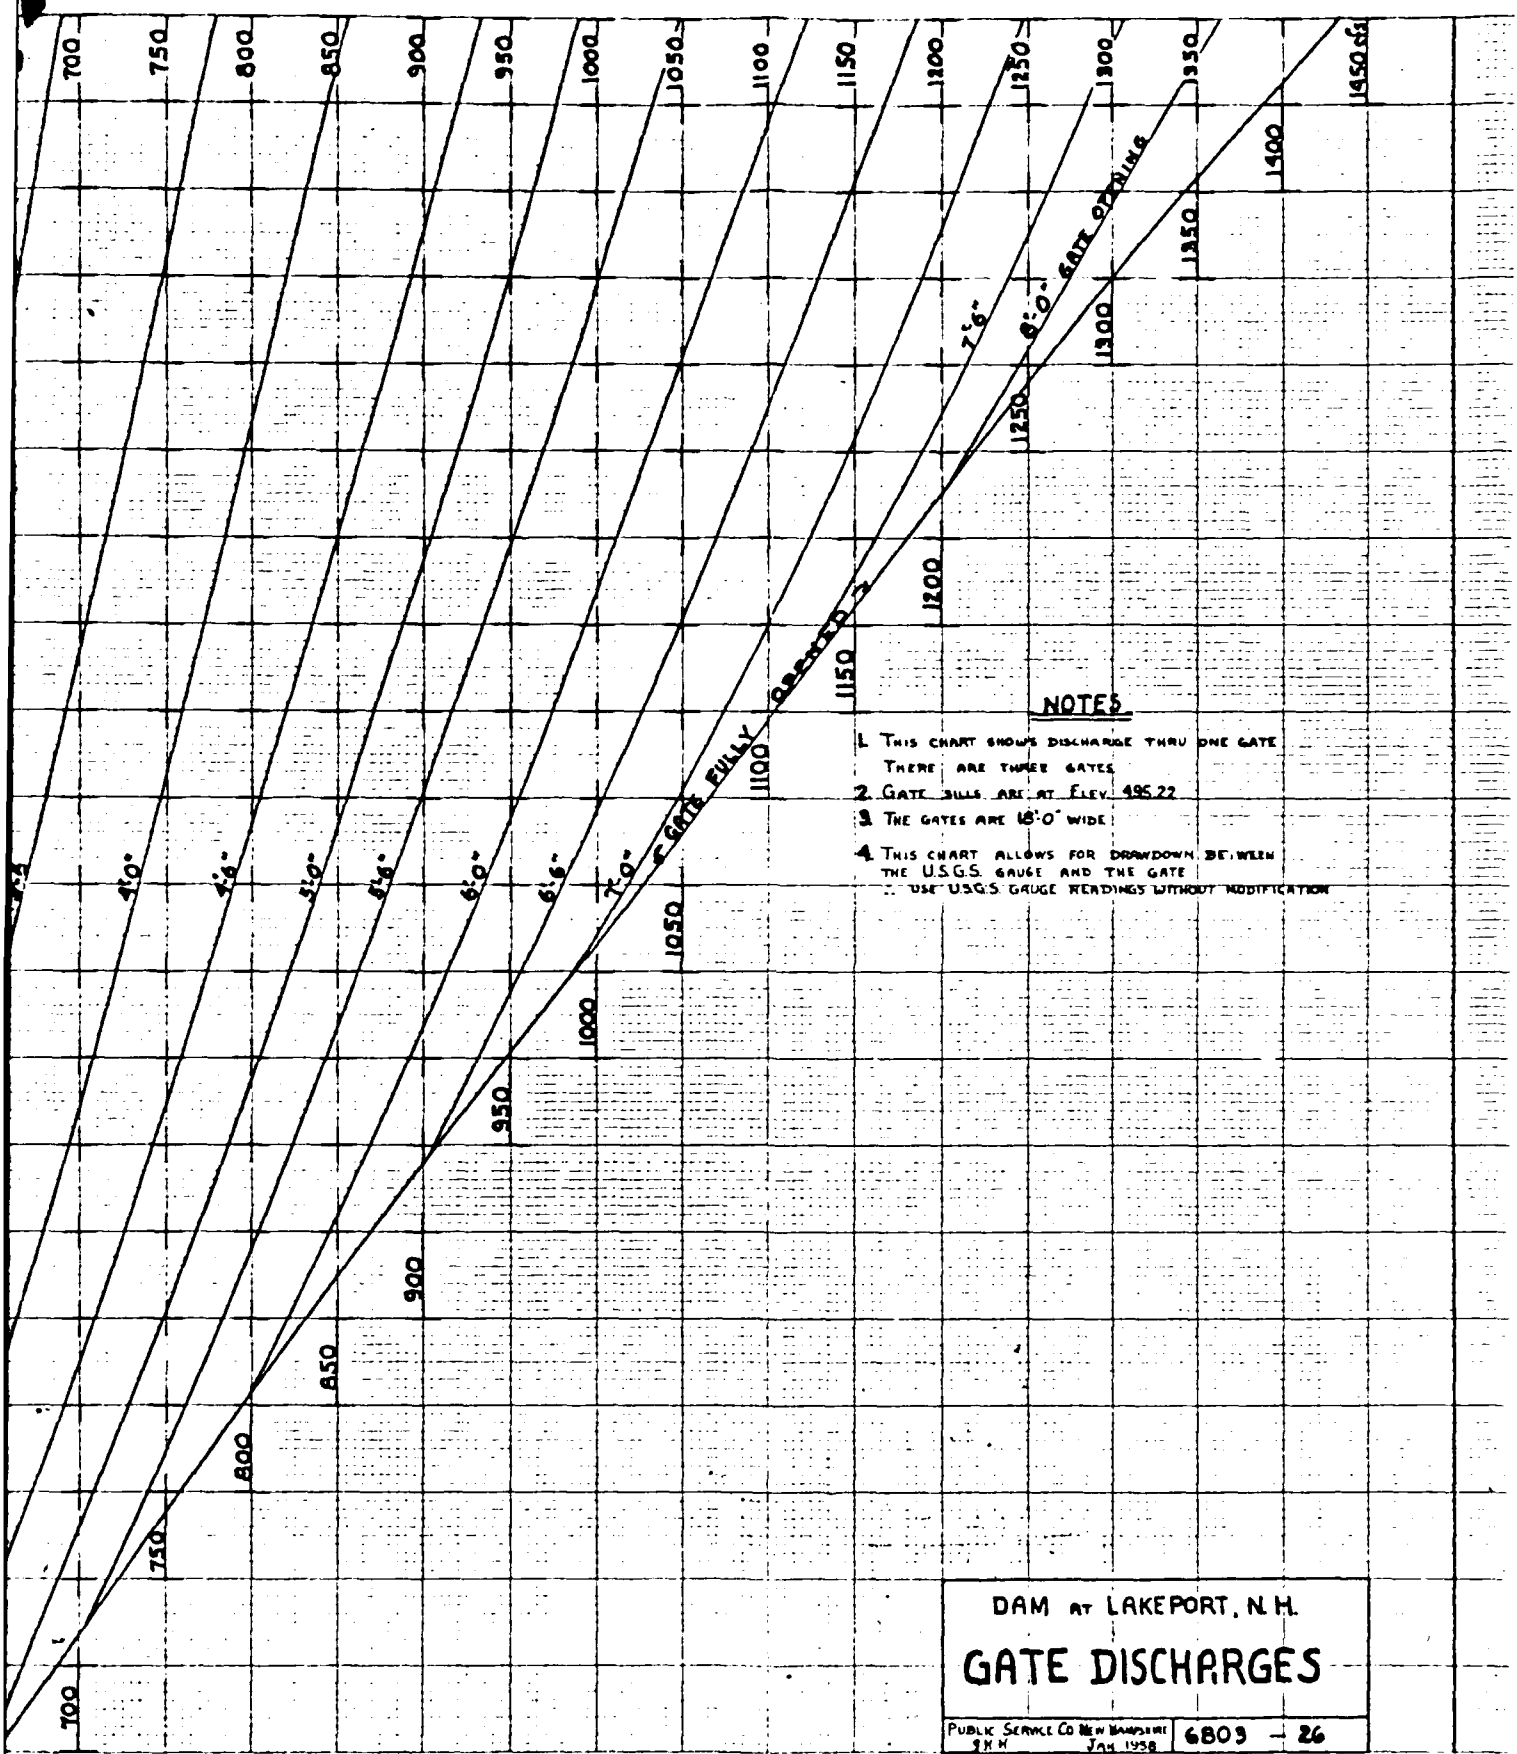 700 750 800 850 900 950 1000 1050 1100 1150 1200 1250 1300 1350 1450 cfs
1400
1350
1300
1250
1200
1150
1100
1050
1000
950
900
850
800
750
700
4'-0"
4'-6"
5'-0"
5'-6"
6'-0"
6'-6"
7'-0"
7'-6"
8'-0" GATE OPENING
GATE FULLY OPENED
NOTES
1. THIS CHART SHOWS DISCHARGE THRU ONE GATE
THERE ARE THREE GATES
2. GATE SILLS ARE AT ELEV. 495.22
3. THE GATES ARE 18'-0" WIDE
4. THIS CHART ALLOWS FOR DRAWDOWN BETWEEN
THE U.S.G.S. GAUGE AND THE GATE
∴ USE U.S.G.S. GAUGE READINGS WITHOUT MODIFICATION
DAM AT LAKEPORT, N.H.
GATE DISCHARGES
PUBLIC SERVICE CO NEW HAMPSHIRE
JAN 1958
6803 - 26